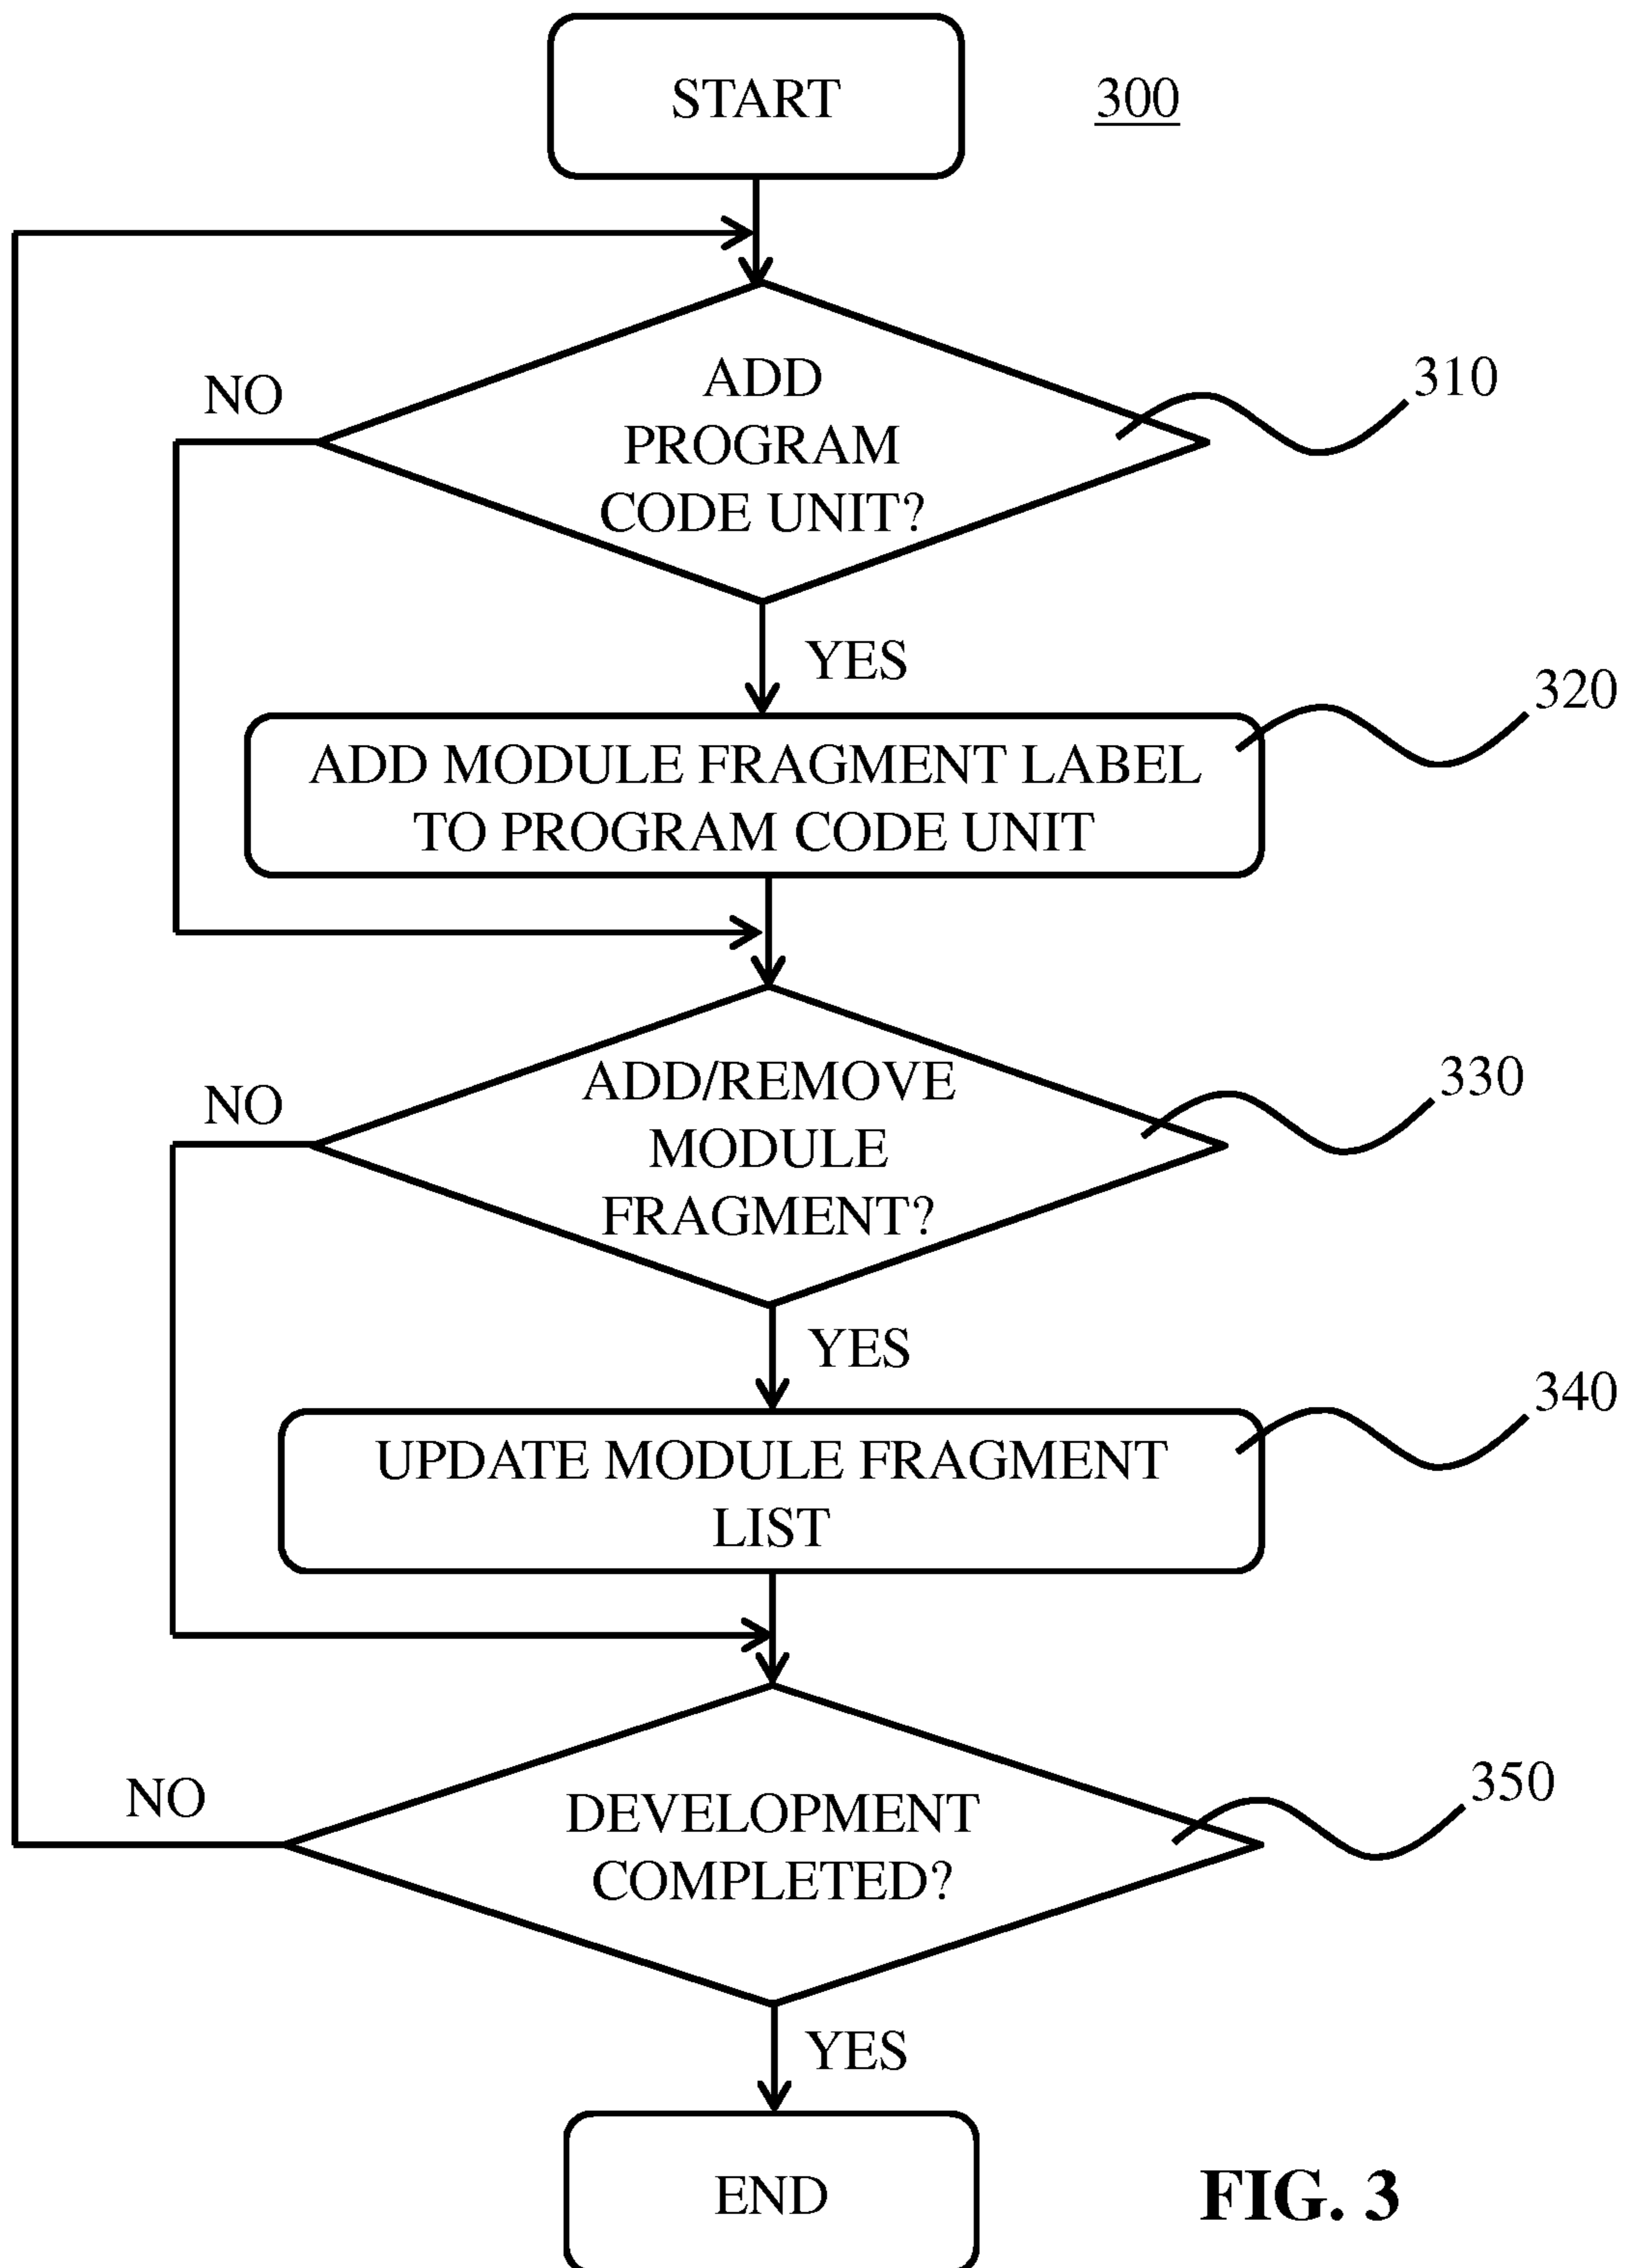 START
300
ADD
PROGRAM
CODE UNIT?
NO
310
YES
320
ADD MODULE FRAGMENT LABEL
TO PROGRAM CODE UNIT
ADD/REMOVE
MODULE
FRAGMENT?
NO
330
YES
340
UPDATE MODULE FRAGMENT
LIST
DEVELOPMENT
COMPLETED?
NO
350
YES
END
FIG. 3